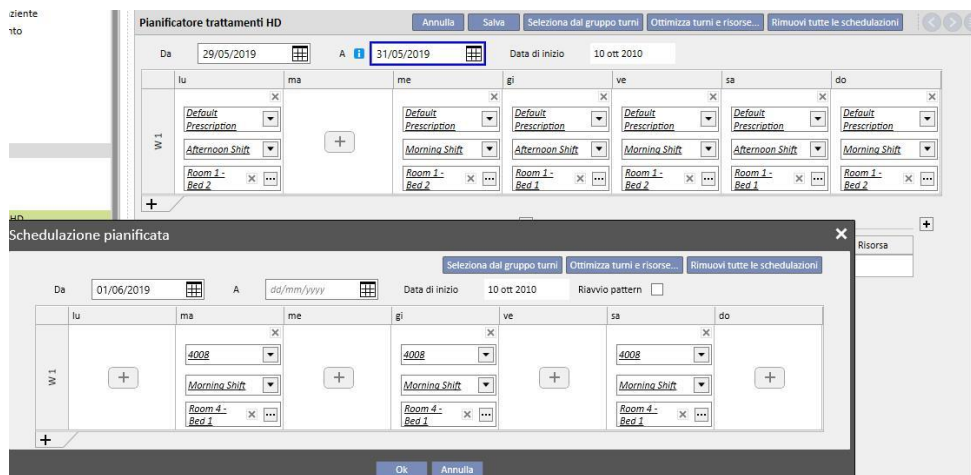 ziente
nto
Pianificatore trattamenti HD
Annulla Salva Seleziona dal gruppo turni Ottimizza turni e risorse... Rimuovi tutte le schedulazioni
Da 29/05/2019 A 31/05/2019 Data di inizio 10 ott 2010
lu ma me gi ve sa do
W 1
Default Prescription
Afternoon Shift
Room 1 - Bed 2
+
Default Prescription
Morning Shift
Room 1 - Bed 2
Default Prescription
Afternoon Shift
Room 1 - Bed 1
Default Prescription
Morning Shift
Room 1 - Bed 2
Default Prescription
Afternoon Shift
Room 1 - Bed 1
Default Prescription
Morning Shift
Room 1 - Bed 2
+
HD
+
Risorsa
Schedulazione pianificata
Seleziona dal gruppo turni Ottimizza turni e risorse... Rimuovi tutte le schedulazioni
Da 01/06/2019 A dd/mm/yyyy Data di inizio 10 ott 2010 Riavvio pattern
lu ma me gi ve sa do
W 1
+
4008
Morning Shift
Room 4 - Bed 1
+
4008
Morning Shift
Room 4 - Bed 1
+
4008
Morning Shift
Room 4 - Bed 1
+
+
Ok Annulla